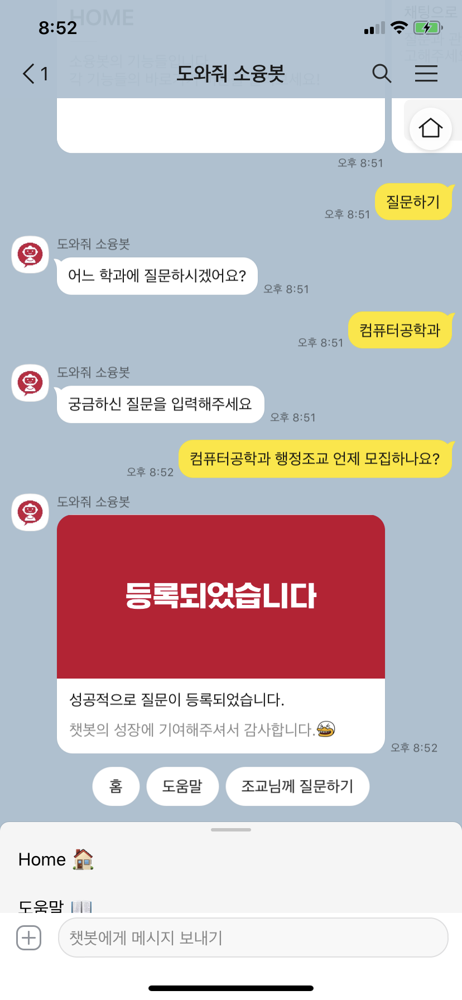 HOME
채팅으로
8:52
소융봇의 기능들입니다
질문과 관
1
도와줘 소융봇
고해주세요
오후 8:51
질문하기
오후 8:51
도와줘 소융봇
어느 학과에 질문하시겠어요?
오후 8:51
컴퓨터공학과
오후 8:51
도와줘 소융봇
궁금하신 질문을 입력해주세요
오후 8:51
컴퓨터공학과 행정조교 언제 모집하나요?
오후 8:52
도와줘 소융봇
등록되었습니다
성공적으로 질문이 등록되었습니다.
챗봇의 성장에 기여해주셔서 감사합니다.
오후 8:52
홈
도움말
조교님께 질문하기
Home
도움말
챗봇에게 메시지 보내기